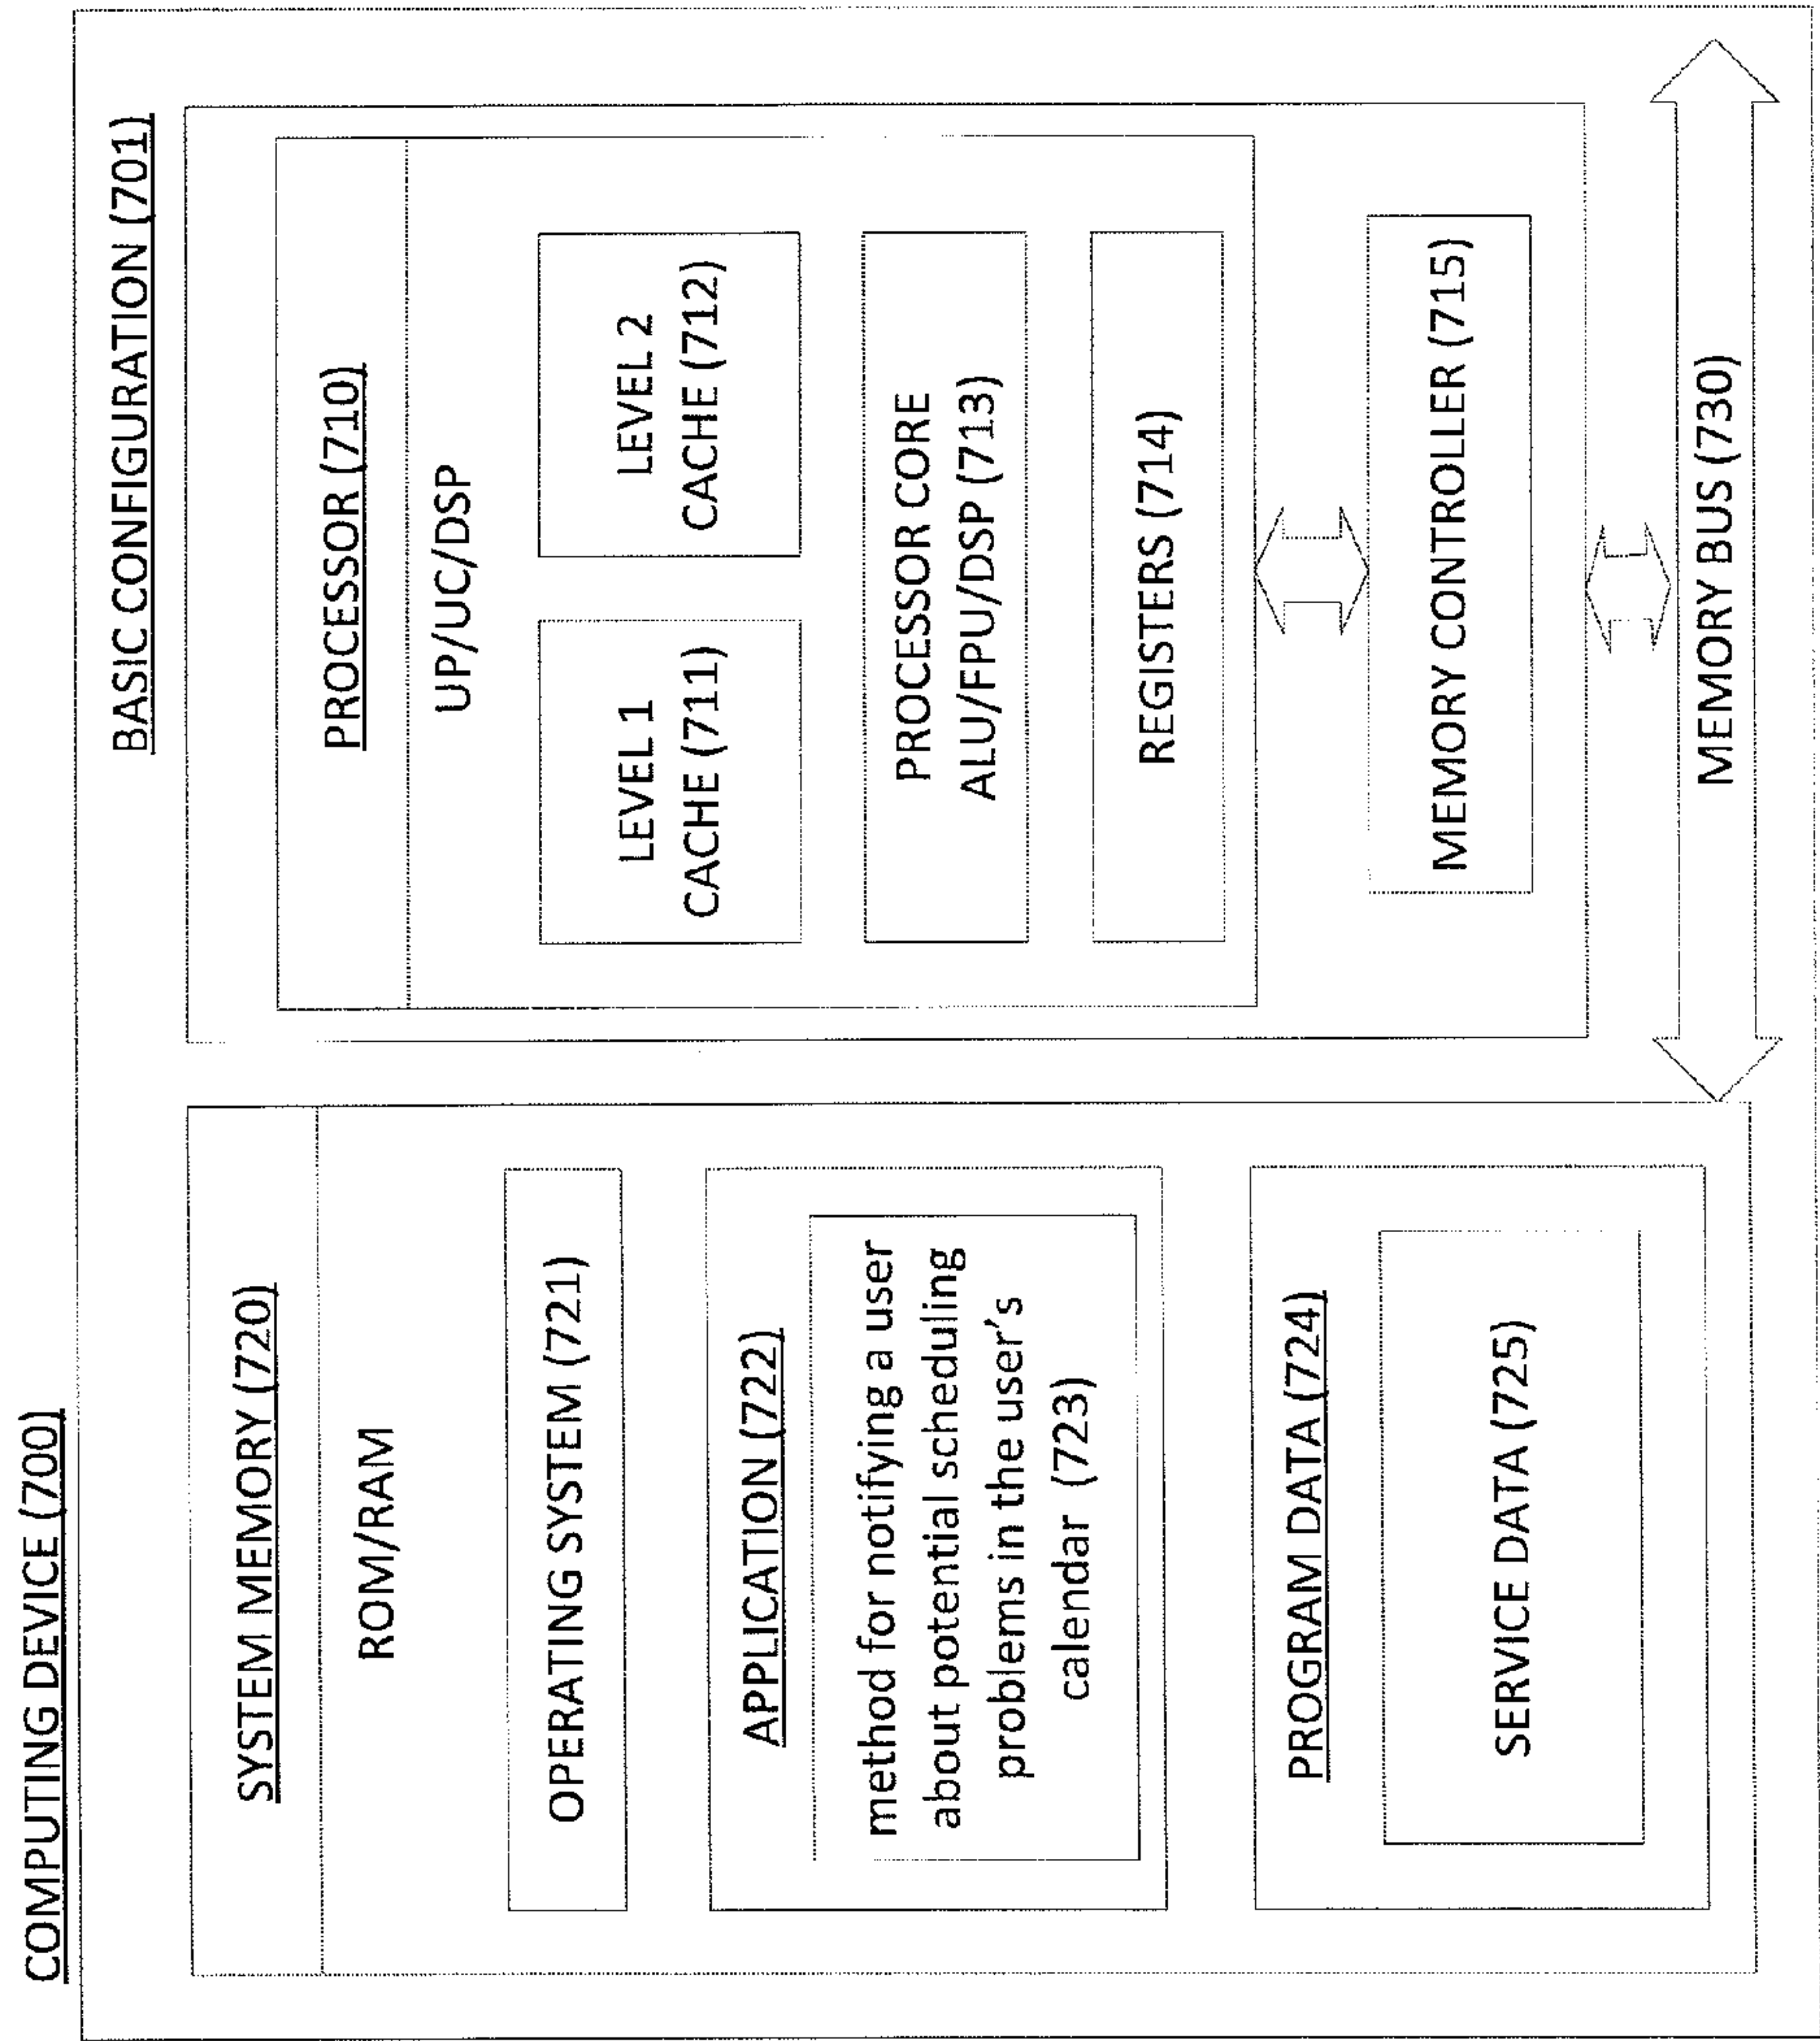 COMPUTING DEVICE (700)
SYSTEM MEMORY (720)
ROM/RAM
OPERATING SYSTEM (721)
APPLICATION (722)
method for notifying a user
about potential scheduling
problems in the user's
calendar (723)
PROGRAM DATA (724)
SERVICE DATA (725)
BASIC CONFIGURATION (701)
PROCESSOR (710)
UP/UC/DSP
LEVEL 1
CACHE (711)
LEVEL 2
CACHE (712)
PROCESSOR CORE
ALU/FPU/DSP (713)
REGISTERS (714)
MEMORY CONTROLLER (715)
MEMORY BUS (730)